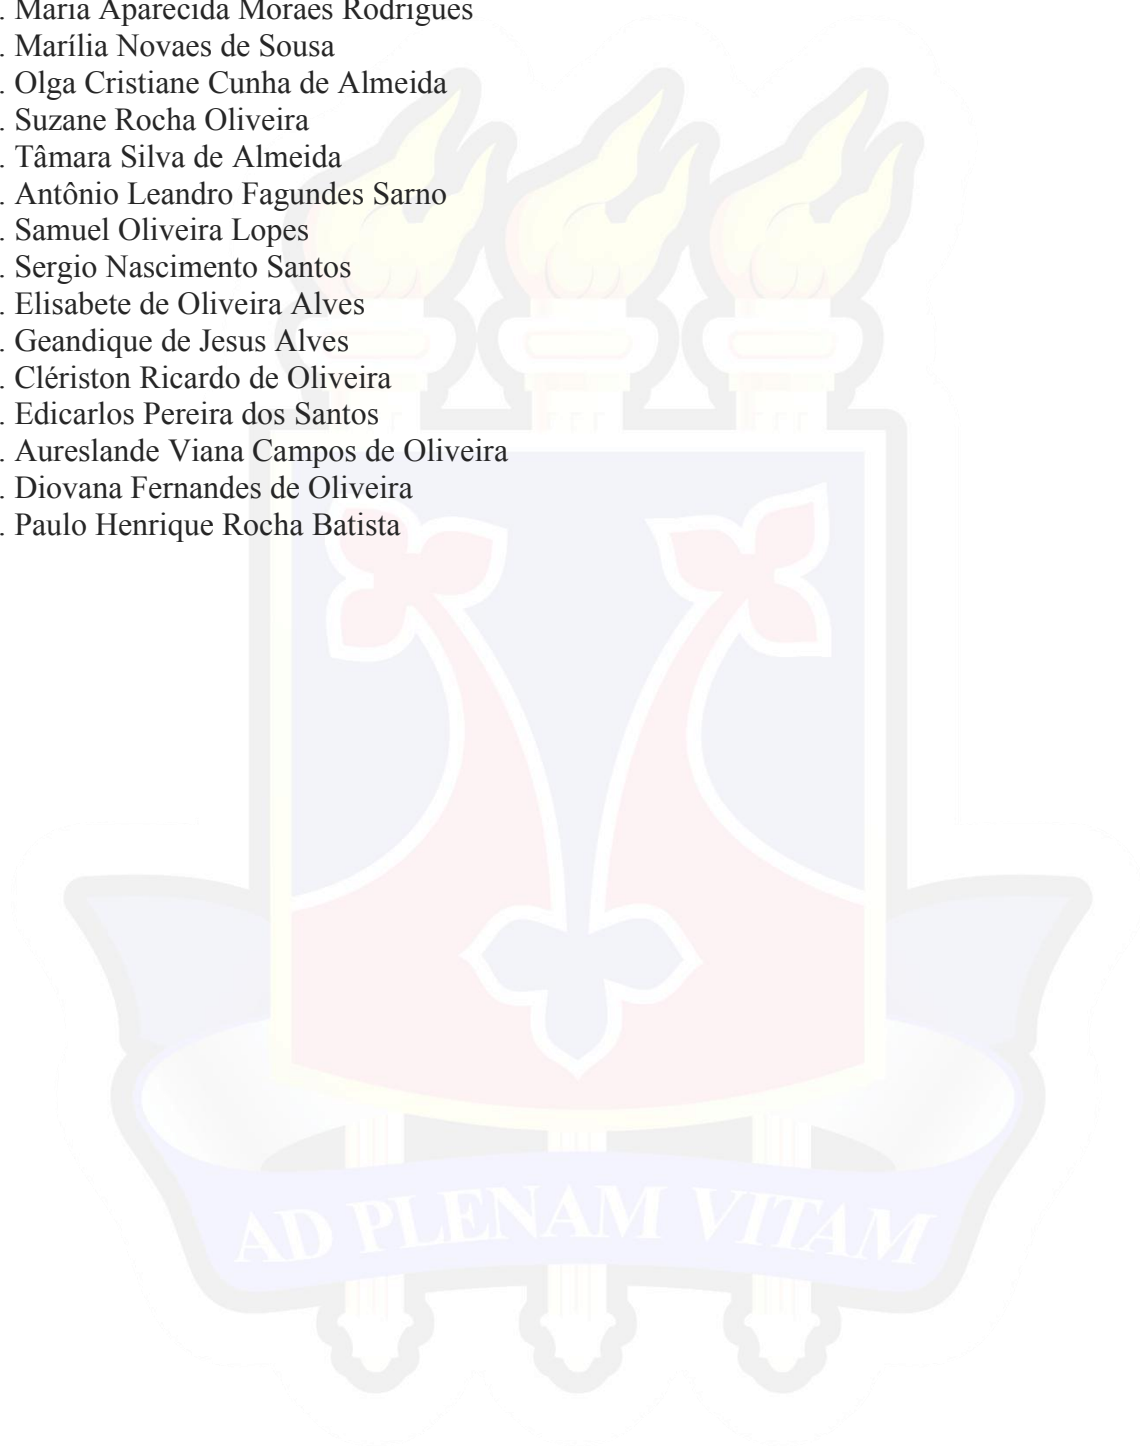 . Maria Aparecida Moraes Rodrigues
. Marília Novaes de Sousa
. Olga Cristiane Cunha de Almeida
. Suzane Rocha Oliveira
. Tâmara Silva de Almeida
. Antônio Leandro Fagundes Sarno
. Samuel Oliveira Lopes
. Sergio Nascimento Santos
. Elisabete de Oliveira Alves
. Geandique de Jesus Alves
. Clériston Ricardo de Oliveira
. Edicarlos Pereira dos Santos
. Aureslande Viana Campos de Oliveira
. Diovana Fernandes de Oliveira
. Paulo Henrique Rocha Batista
AD PLENAM VITAM